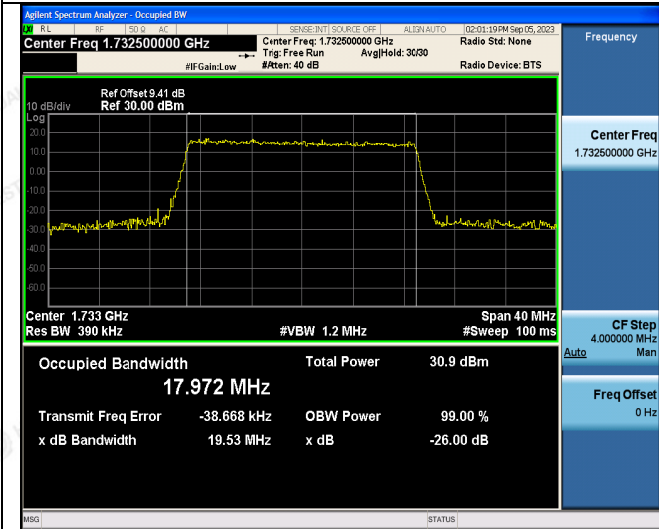 Agilent Spectrum Analyzer - Occupied BW
RL RF 50 Ω AC SENSE:INT SOURCE OFF ALIGN AUTO 02:01:19 PM Sep 05, 2023
Center Freq 1.732500000 GHz Center Freq: 1.732500000 GHz Radio Std: None
Trig: Free Run Avg|Hold: 30/30
#IFGain:Low #Atten: 40 dB Radio Device: BTS
Ref Offset 9.41 dB
10 dB/div Ref 30.00 dBm
Log
20.0
10.0
0.00
-10.0
-20.0
-30.0
-40.0
-50.0
-60.0
Center 1.733 GHz Span 40 MHz
Res BW 390 kHz #VBW 1.2 MHz #Sweep 100 ms
Occupied Bandwidth Total Power 30.9 dBm
17.972 MHz
Transmit Freq Error -38.668 kHz OBW Power 99.00 %
x dB Bandwidth 19.53 MHz x dB -26.00 dB
MSG STATUS
Frequency
Center Freq
1.732500000 GHz
CF Step
4.000000 MHz
Auto Man
Freq Offset
0 Hz